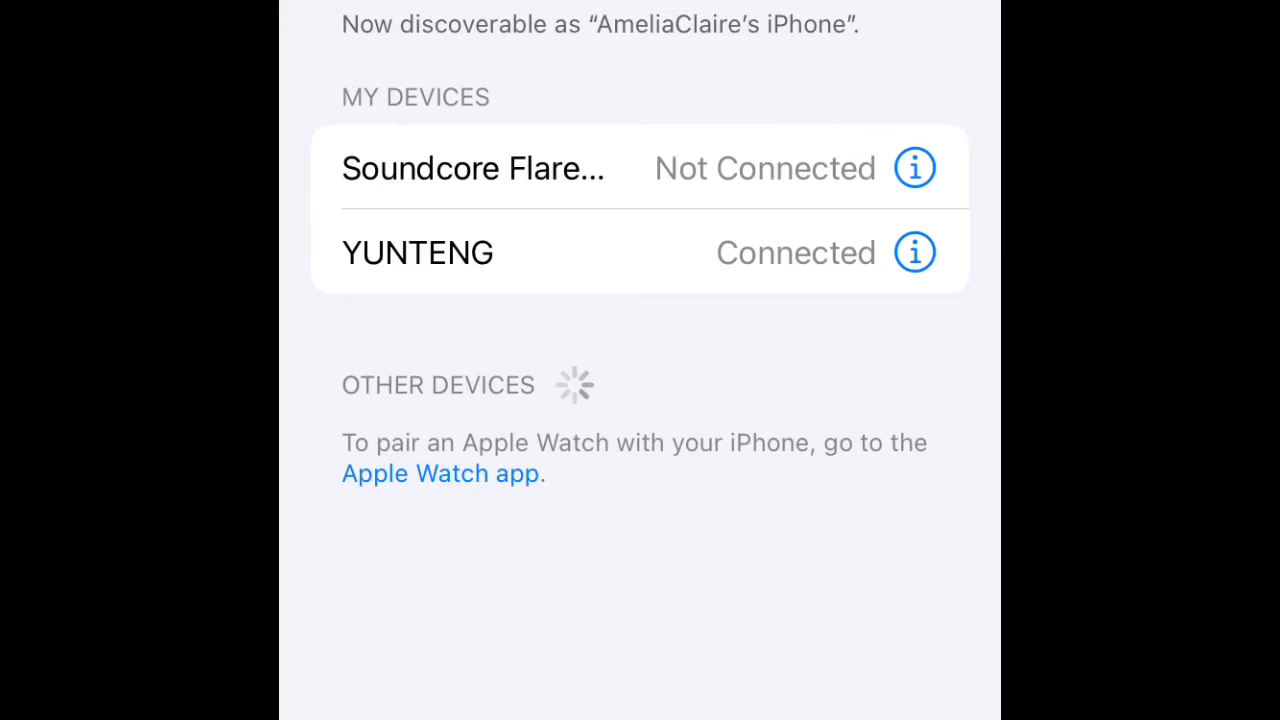 Now discoverable as “AmeliaClaire’s iPhone”.
MY DEVICES
Soundcore Flare... Not Connected
YUNTENG Connected
OTHER DEVICES
To pair an Apple Watch with your iPhone, go to the
Apple Watch app.